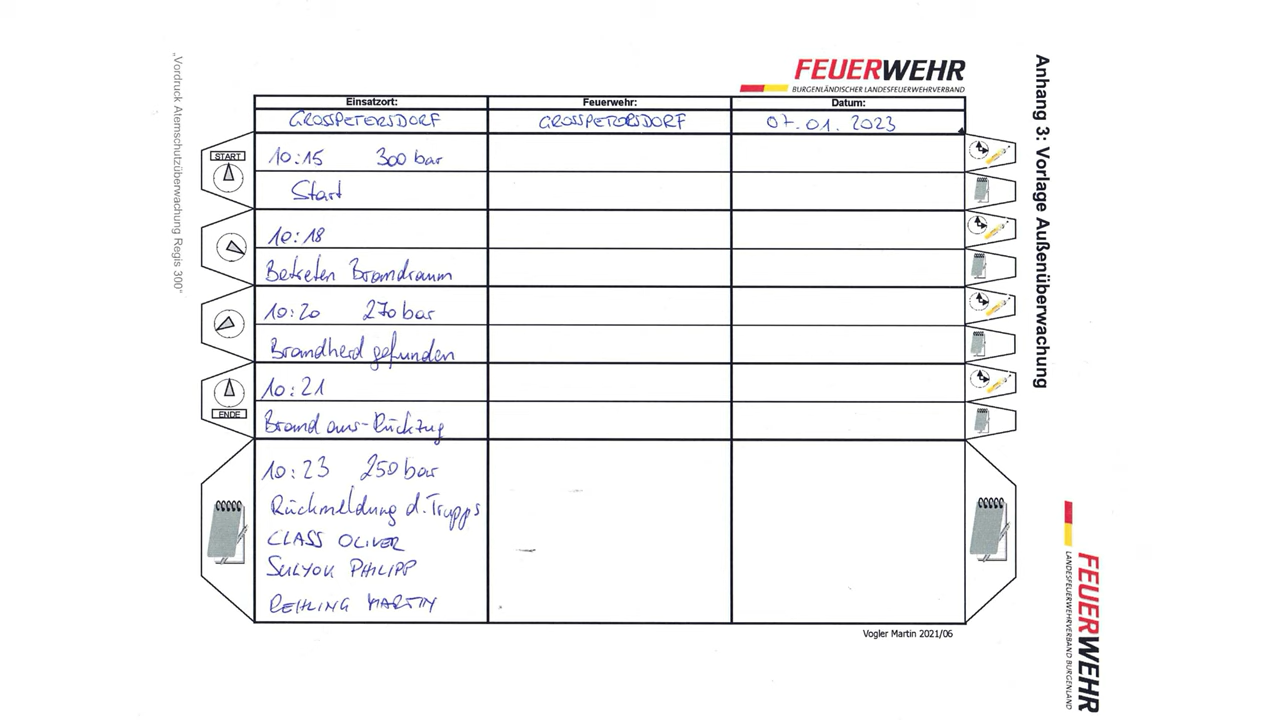 FEUERWEHR
BURGENLÄNDISCHER LANDESFEUERWEHRVERBAND
Einsatzort: Feuerwehr: Datum:
GROSSPETERSDORF GROSSPETERSDORF 07.01.2023
START
10:15 300 bar
Start
10:18
Betreten Brandraum
10:20 270 bar
Brandherd gefunden
10:21
ENDE
Brand aus-Rückzug
10:23 250 bar
Rückmeldung d. Trupps
CLASS OLIVER
SULYOK PHILIPP
REHLING MARTIN
Vogler Martin 2021/06
„Vordruck Atemschutzüberwachung Regis 300“
Anhang 3: Vorlage Außenüberwachung
FEUERWEHR
LANDESFEUERWEHRVERBAND BURGENLAND